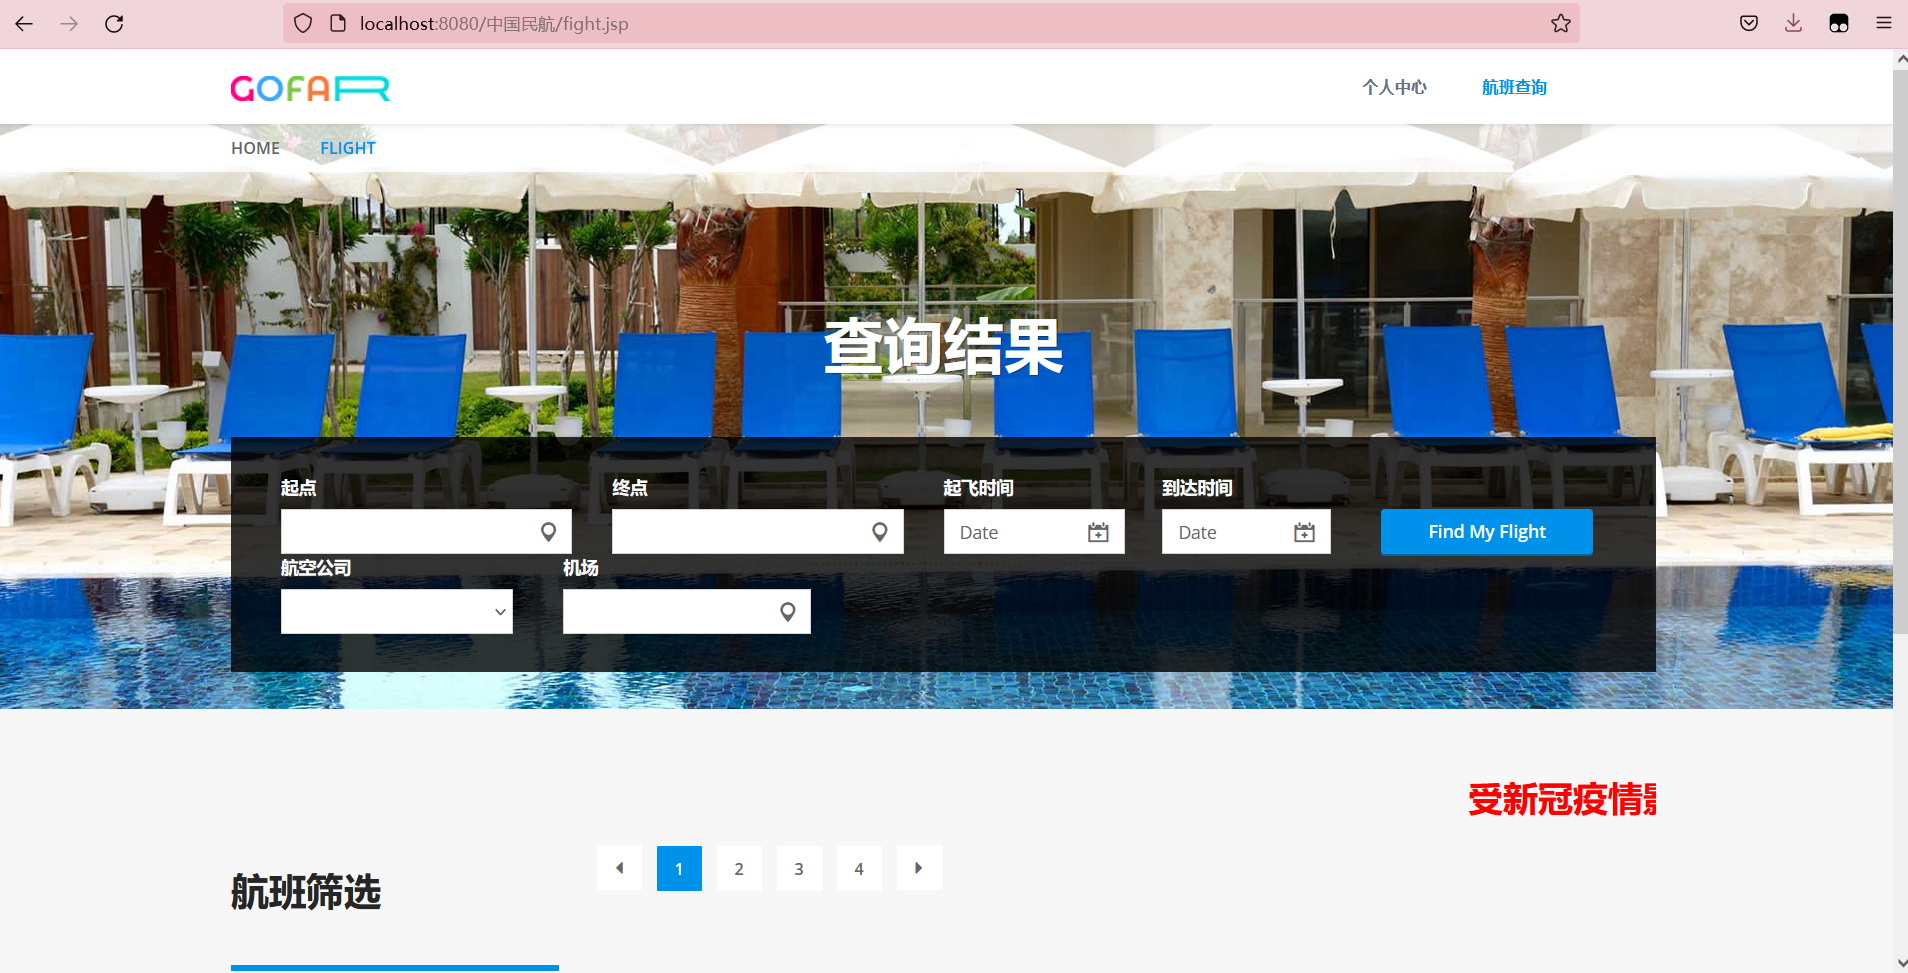 localhost:8080/中国民航/fight.jsp
GOFAR
个人中心 航班查询
HOME FLIGHT
查询结果
起点 终点 起飞时间 到达时间
Date Date Find My Flight
航空公司 机场
受新冠疫情
1 2 3 4
航班筛选